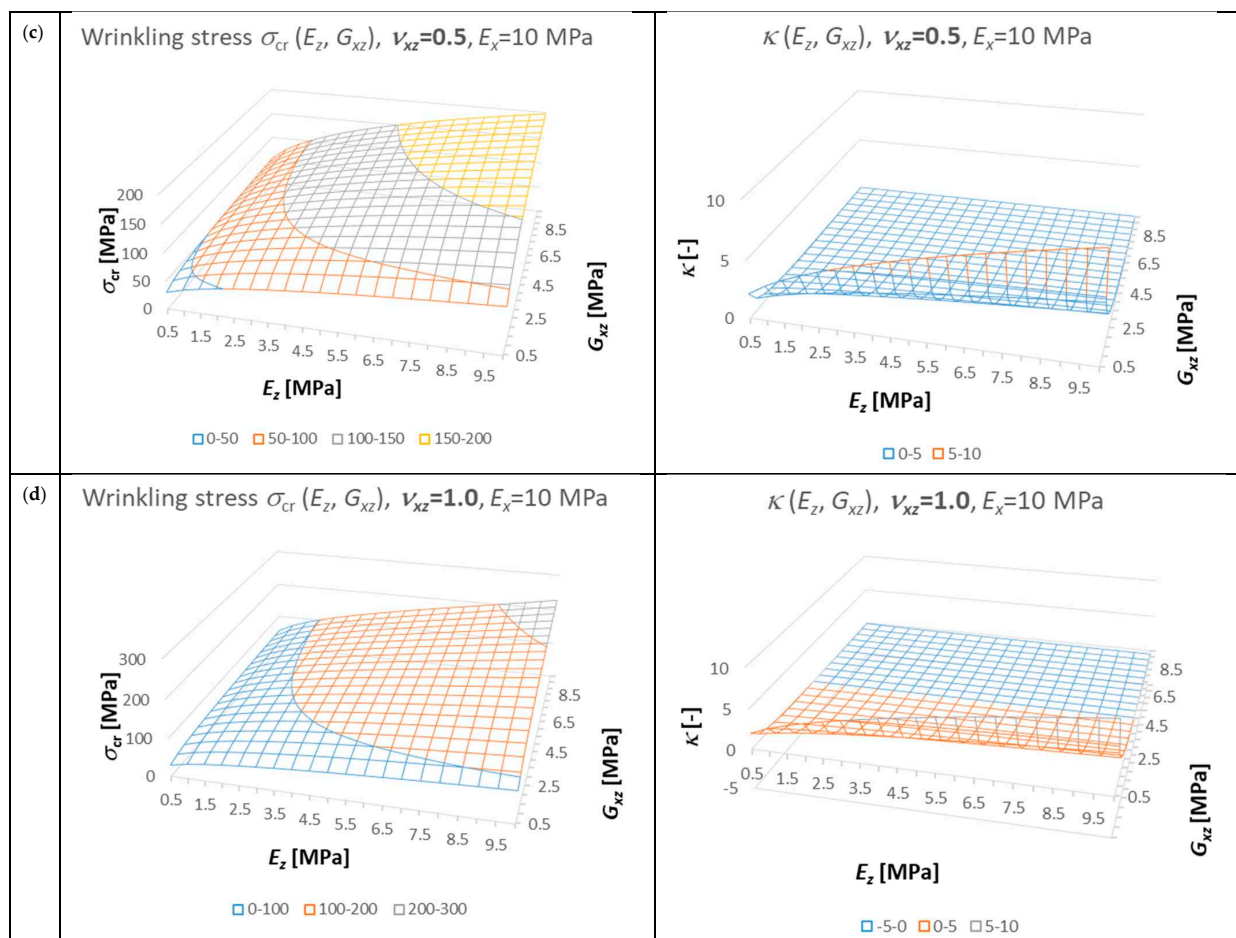 (c)
Wrinkling stress σcr (Ez, Gxz), νxz=0.5, Ex=10 MPa
200
150
100
50
0
σcr [MPa]
0.5 1.5 2.5 3.5 4.5 5.5 6.5 7.5 8.5 9.5
Ez [MPa]
8.5
6.5
4.5
2.5
0.5
Gxz [MPa]
0-50 50-100 100-150 150-200
κ (Ez, Gxz), νxz=0.5, Ex=10 MPa
10
5
0
κ [-]
0.5 1.5 2.5 3.5 4.5 5.5 6.5 7.5 8.5 9.5
Ez [MPa]
8.5
6.5
4.5
2.5
0.5
Gxz [MPa]
0-5 5-10
(d)
Wrinkling stress σcr (Ez, Gxz), νxz=1.0, Ex=10 MPa
300
200
100
0
σcr [MPa]
0.5 1.5 2.5 3.5 4.5 5.5 6.5 7.5 8.5 9.5
Ez [MPa]
8.5
6.5
4.5
2.5
0.5
Gxz [MPa]
0-100 100-200 200-300
κ (Ez, Gxz), νxz=1.0, Ex=10 MPa
10
5
0
-5
κ [-]
0.5 1.5 2.5 3.5 4.5 5.5 6.5 7.5 8.5 9.5
Ez [MPa]
8.5
6.5
4.5
2.5
0.5
Gxz [MPa]
-5-0 0-5 5-10